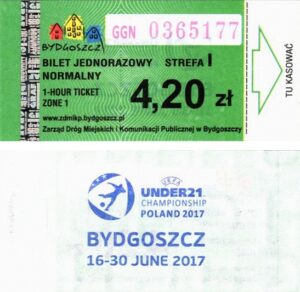 GGN 0365177
BYDGOSZCZ
BILET JEDNORAZOWY STREFA I
NORMALNY
1-HOUR TICKET
ZONE 1
4,20 zł
www.zdmikp.bydgoszcz.pl
Zarząd Dróg Miejskich i Komunikacji Publicznej w Bydgoszczy
TU KASOWAĆ
UEFA
UNDER21
CHAMPIONSHIP
POLAND 2017
BYDGOSZCZ
16-30 JUNE 2017